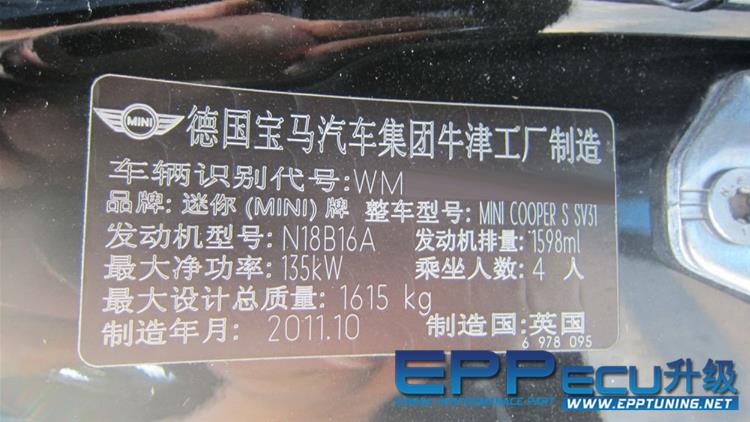 MINI 德国宝马汽车集团牛津工厂制造
车辆识别代号:WM
品牌: 迷你 (MINI) 牌 整车型号: MINI COOPER S SV31
发动机型号: N18B16A 发动机排量: 1598ml
最大净功率: 135kW 乘坐人数: 4 人
最大设计总质量: 1615 kg
制造年月: 2011.10 制造国: 英国
6 978 095
EPP ECU升级
ENGINE PERFORMANCE PART
WWW.EPPTUNING.NET